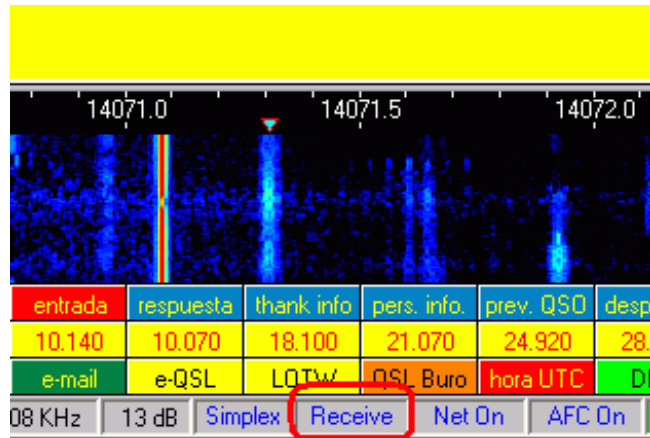 14071.0 14071.5 14072.0
entrada respuesta thank info pers. info. prev. QSO desp
10.140 10.070 18.100 21.070 24.920 28.
e-mail e-QSL LOTW QSL Buro hora UTC
08 KHz 13 dB Simplex Receive Net On AFC On